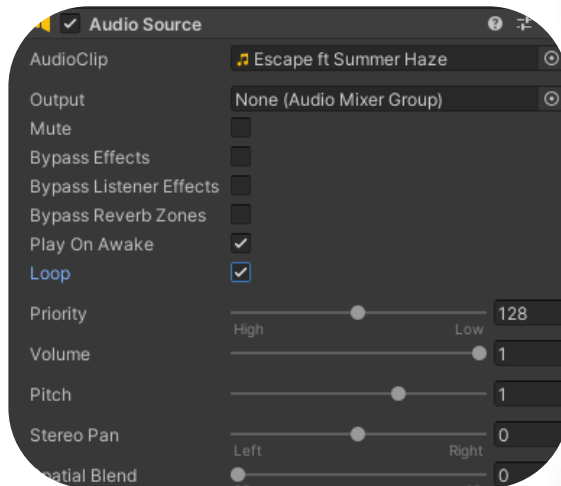 Audio Source
AudioClip Escape ft Summer Haze
Output None (Audio Mixer Group)
Mute
Bypass Effects
Bypass Listener Effects
Bypass Reverb Zones
Play On Awake
Loop
Priority 128
High Low
Volume 1
Pitch 1
Stereo Pan 0
Left Right
Spatial Blend 0